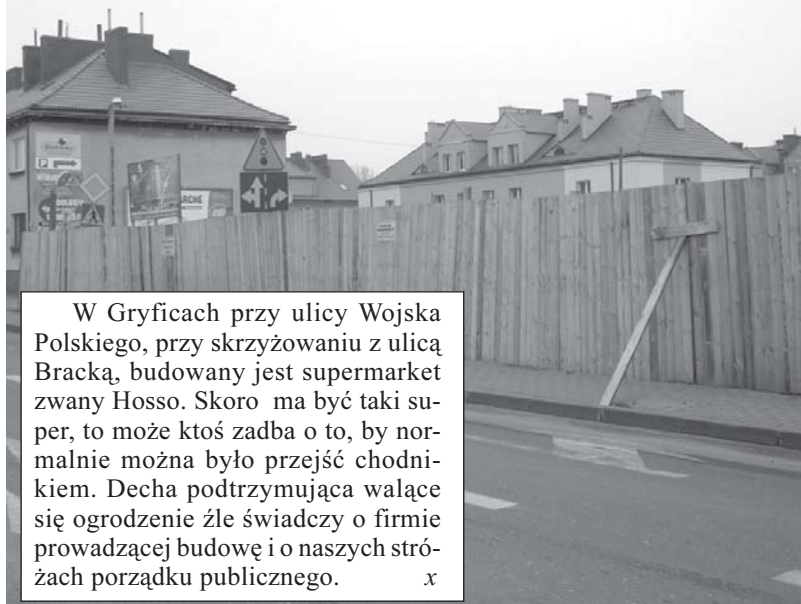 P
W Gryficach przy ulicy Wojska
Polskiego, przy skrzyżowaniu z ulicą
Bracką, budowany jest supermarket
zwany Hosso. Skoro ma być taki su-
per, to może ktoś zadba o to, by nor-
malnie można było przejść chodni-
kiem. Decha podtrzymująca walące
się ogrodzenie źle świadczy o firmie
prowadzącej budowę i o naszych stró-
żach porządku publicznego. x